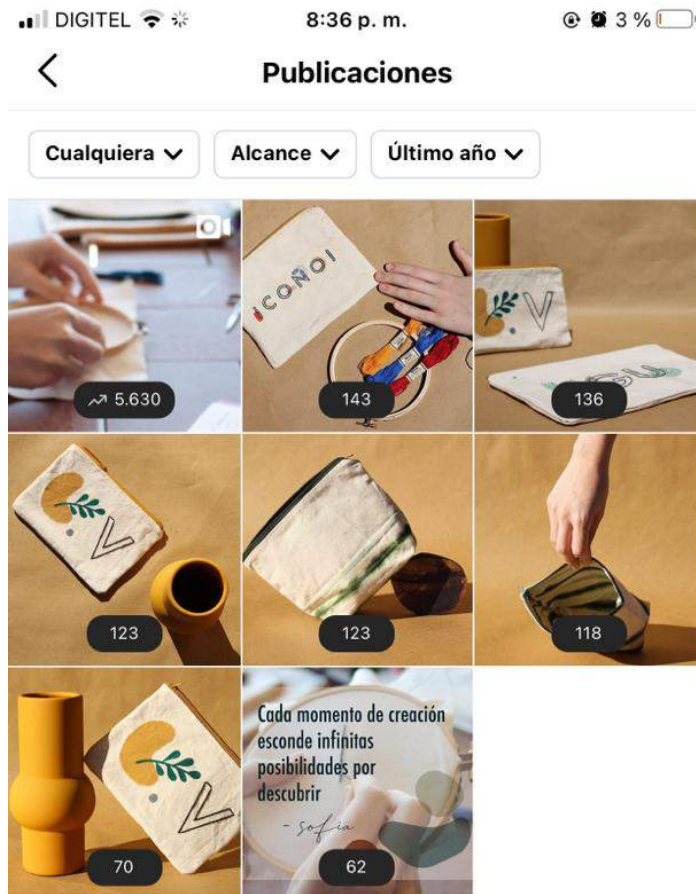 DIGITEL
8:36 p. m.
3 %
Publicaciones
Cualquiera
Alcance
Último año
5.630
¡COÑO!
143
V
GU
136
V
123
123
118
V
70
Cada momento de creación
esconde infinitas
posibilidades por
descubrir
- sofía
62